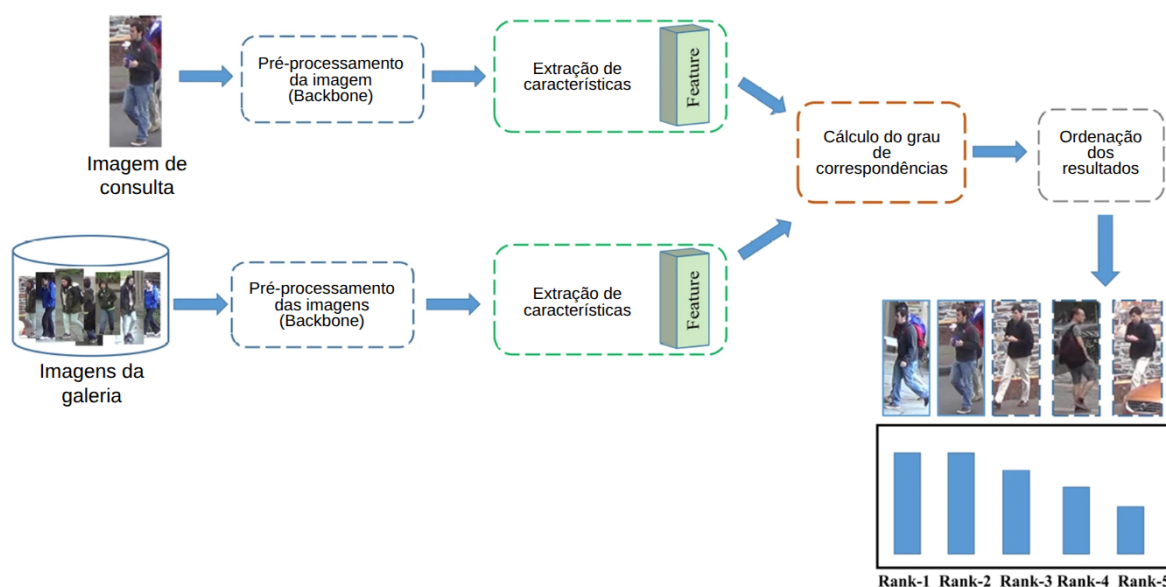 Pré-processamento
da imagem
(Backbone)
Extração de
características
Feature
Imagem de
consulta
Cálculo do grau
de
correspondências
Ordenação
dos
resultados
Pré-processamento
das imagens
(Backbone)
Extração de
características
Feature
Imagens da
galeria
Rank-1 Rank-2 Rank-3 Rank-4 Rank-5